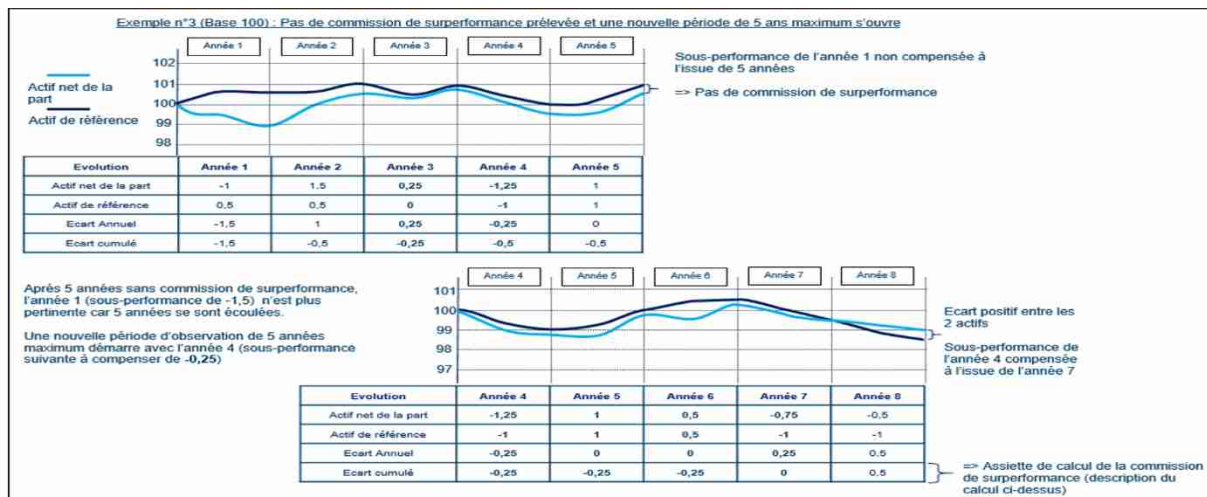 Exemple n°3 (Base 100) : Pas de commission de surperformance prélevée et une nouvelle période de 5 ans maximum s'ouvre
Année 1 Année 2 Année 3 Année 4 Année 5
102
101
100
99
98
Actif net de la
part
Actif de référence
Sous-performance de l'année 1 non compensée à
l'issue de 5 années
=> Pas de commission de surperformance
Evolution Année 1 Année 2 Année 3 Année 4 Année 5
Actif net de la part -1 1.5 0,25 -1,25 1
Actif de référence 0,5 0,5 0 -1 1
Ecart Annuel -1,5 1 0,25 -0,25 0
Ecart cumulé -1,5 -0,5 -0,25 -0,5 -0,5
Après 5 années sans commission de surperformance,
l'année 1 (sous-performance de -1,5) n'est plus
pertinente car 5 années se sont écoulées.
Une nouvelle période d'observation de 5 années
maximum démarre avec l'année 4 (sous-performance
suivante à compenser de -0,25)
Année 4 Année 5 Année 6 Année 7 Année 8
101
100
99
98
97
Ecart positif entre les
2 actifs
Sous-performance de
l'année 4 compensée
à l'issue de l'année 7
Evolution Année 4 Année 5 Année 6 Année 7 Année 8
Actif net de la part -1,25 1 0,5 -0,75 -0,5
Actif de référence -1 1 0,5 -1 -1
Ecart Annuel -0,25 0 0 0,25 0.5
Ecart cumulé -0,25 -0,25 -0,25 0 0.5
=> Assiette de calcul de la commission
de surperformance (description du
calcul ci-dessus)